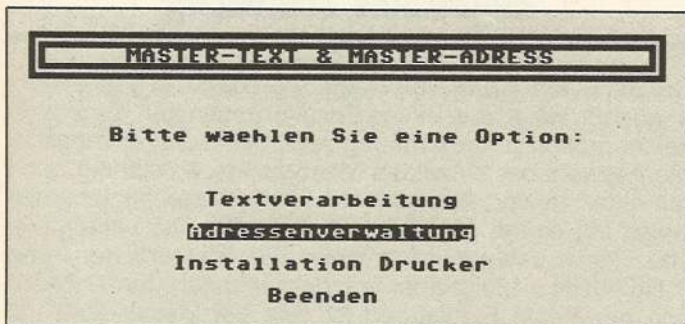 MASTER-TEXT & MASTER-ADRESS
Bitte waehlen Sie eine Option:
Textverarbeitung
Adressenverwaltung
Installation Drucker
Beenden